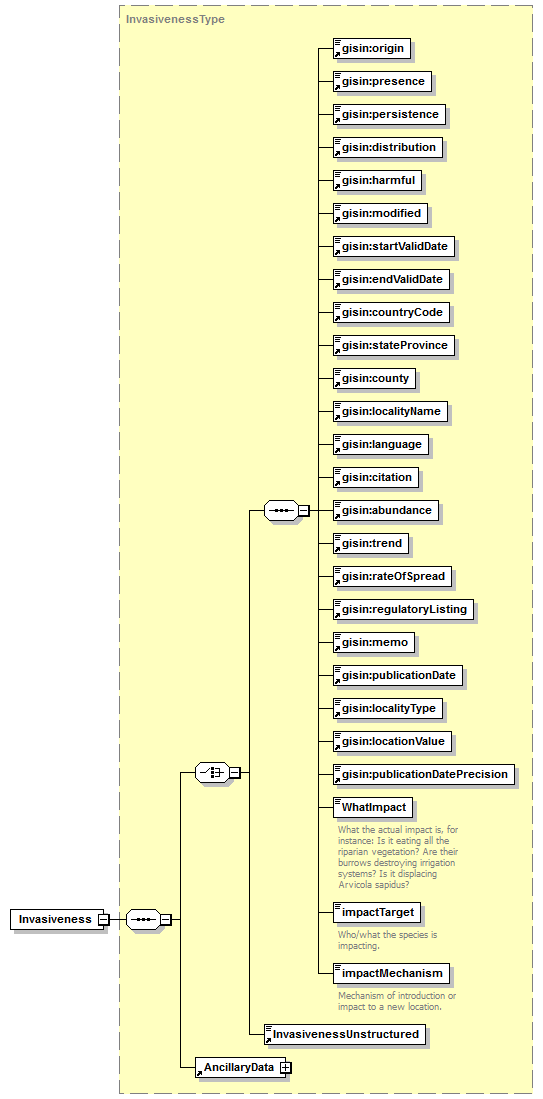 InvasivenessType
gisin:origin
gisin:presence
gisin:persistence
gisin:distribution
gisin:harmful
gisin:modified
gisin:startValidDate
gisin:endValidDate
gisin:countryCode
gisin:stateProvince
gisin:county
gisin:localityName
gisin:language
gisin:citation
gisin:abundance
gisin:trend
gisin:rateOfSpread
gisin:regulatoryListing
gisin:memo
gisin:publicationDate
gisin:localityType
gisin:locationValue
gisin:publicationDatePrecision
WhatImpact
What the actual impact is, for
instance: Is it eating all the
riparian vegetation? Are their
burrows destroying irrigation
systems? Is it displacing
Arvicola sapidus?
impactTarget
Who/what the species is
impacting.
impactMechanism
Mechanism of introduction or
impact to a new location.
InvasivenessUnstructured
AncillaryData
Invasiveness